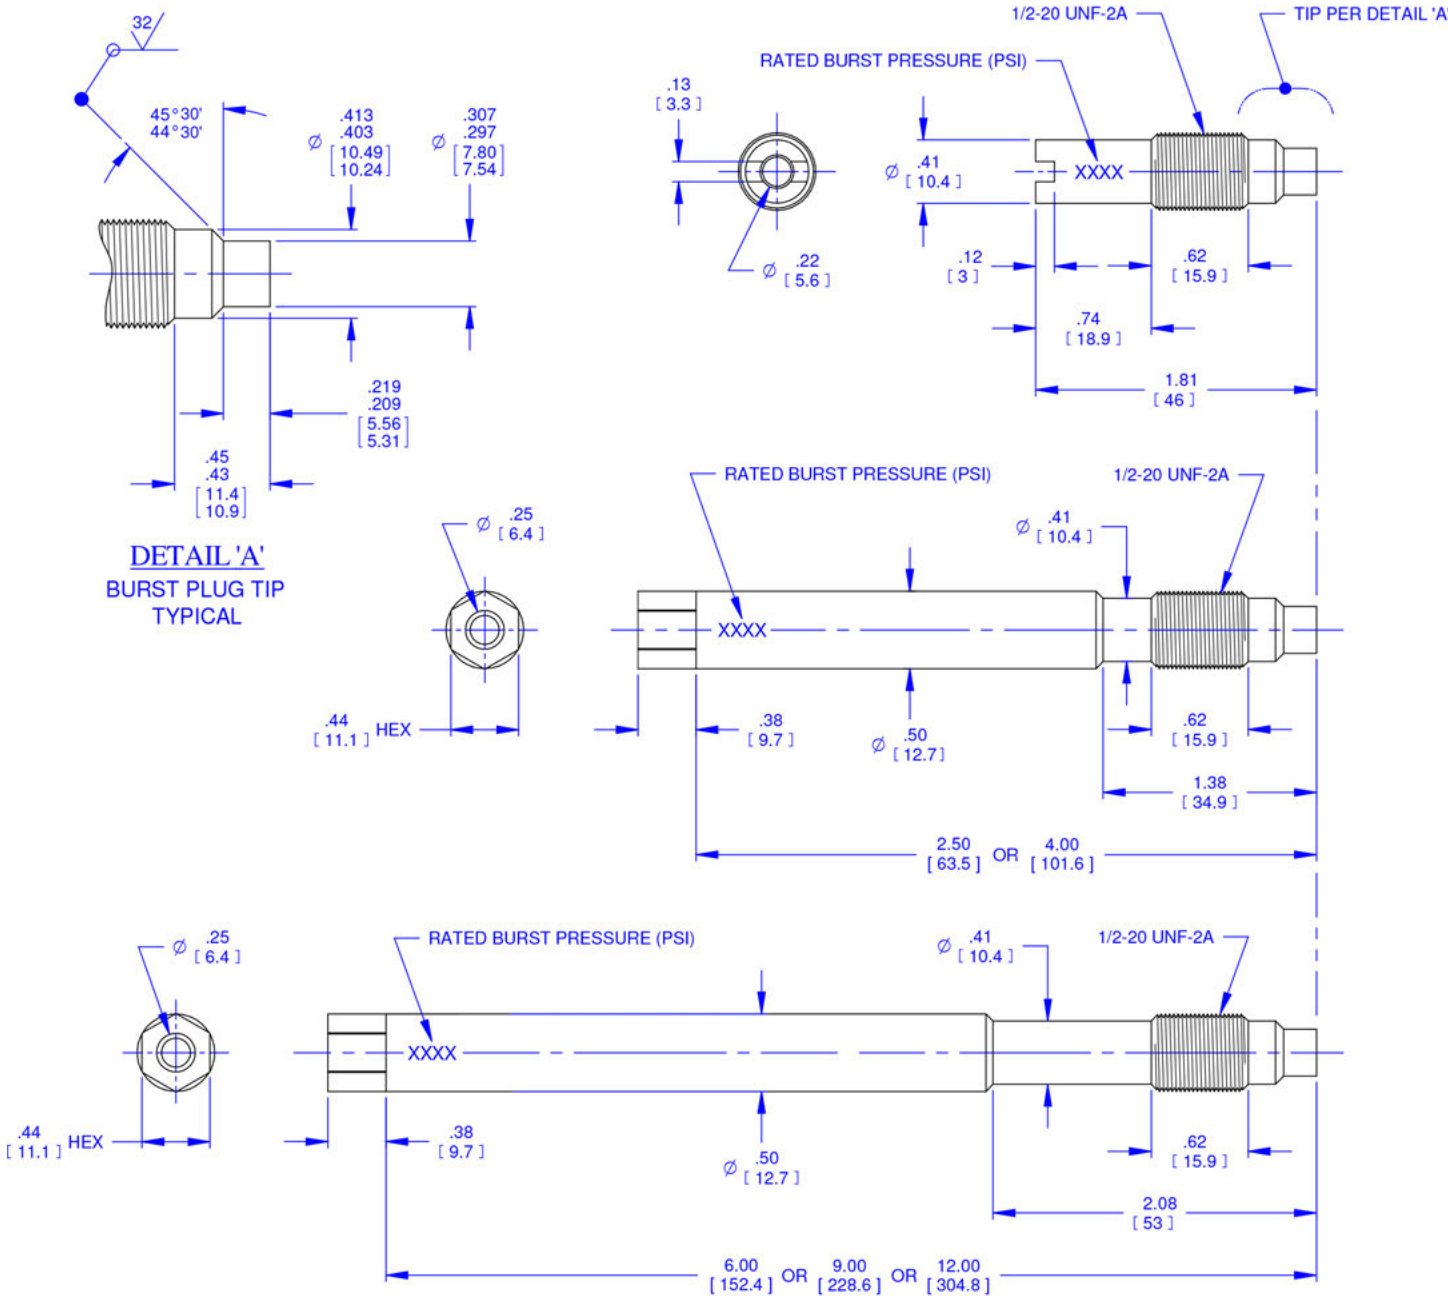 32
45°30'
44°30'
Ø .413
.403
[10.49]
[10.24]
Ø .307
.297
[7.80]
[7.54]
.219
.209
[5.56]
[5.31]
.45
.43
[11.4]
[10.9]
DETAIL 'A'
BURST PLUG TIP
TYPICAL
1/2-20 UNF-2A
TIP PER DETAIL 'A'
RATED BURST PRESSURE (PSI)
.13
[ 3.3 ]
Ø .41
[ 10.4 ]
XXXX
Ø .22
[ 5.6 ]
.12
[ 3 ]
.62
[ 15.9 ]
.74
[ 18.9 ]
1.81
[ 46 ]
RATED BURST PRESSURE (PSI)
1/2-20 UNF-2A
Ø .25
[ 6.4 ]
Ø .41
[ 10.4 ]
XXXX
.44
[ 11.1 ] HEX
.38
[ 9.7 ]
Ø .50
[ 12.7 ]
.62
[ 15.9 ]
1.38
[ 34.9 ]
2.50
[ 63.5 ] OR 4.00
[ 101.6 ]
Ø .25
[ 6.4 ]
RATED BURST PRESSURE (PSI)
Ø .41
[ 10.4 ]
1/2-20 UNF-2A
XXXX
.44
[ 11.1 ] HEX
.38
[ 9.7 ]
Ø .50
[ 12.7 ]
.62
[ 15.9 ]
2.08
[ 53 ]
6.00
[ 152.4 ] OR 9.00
[ 228.6 ] OR 12.00
[ 304.8 ]